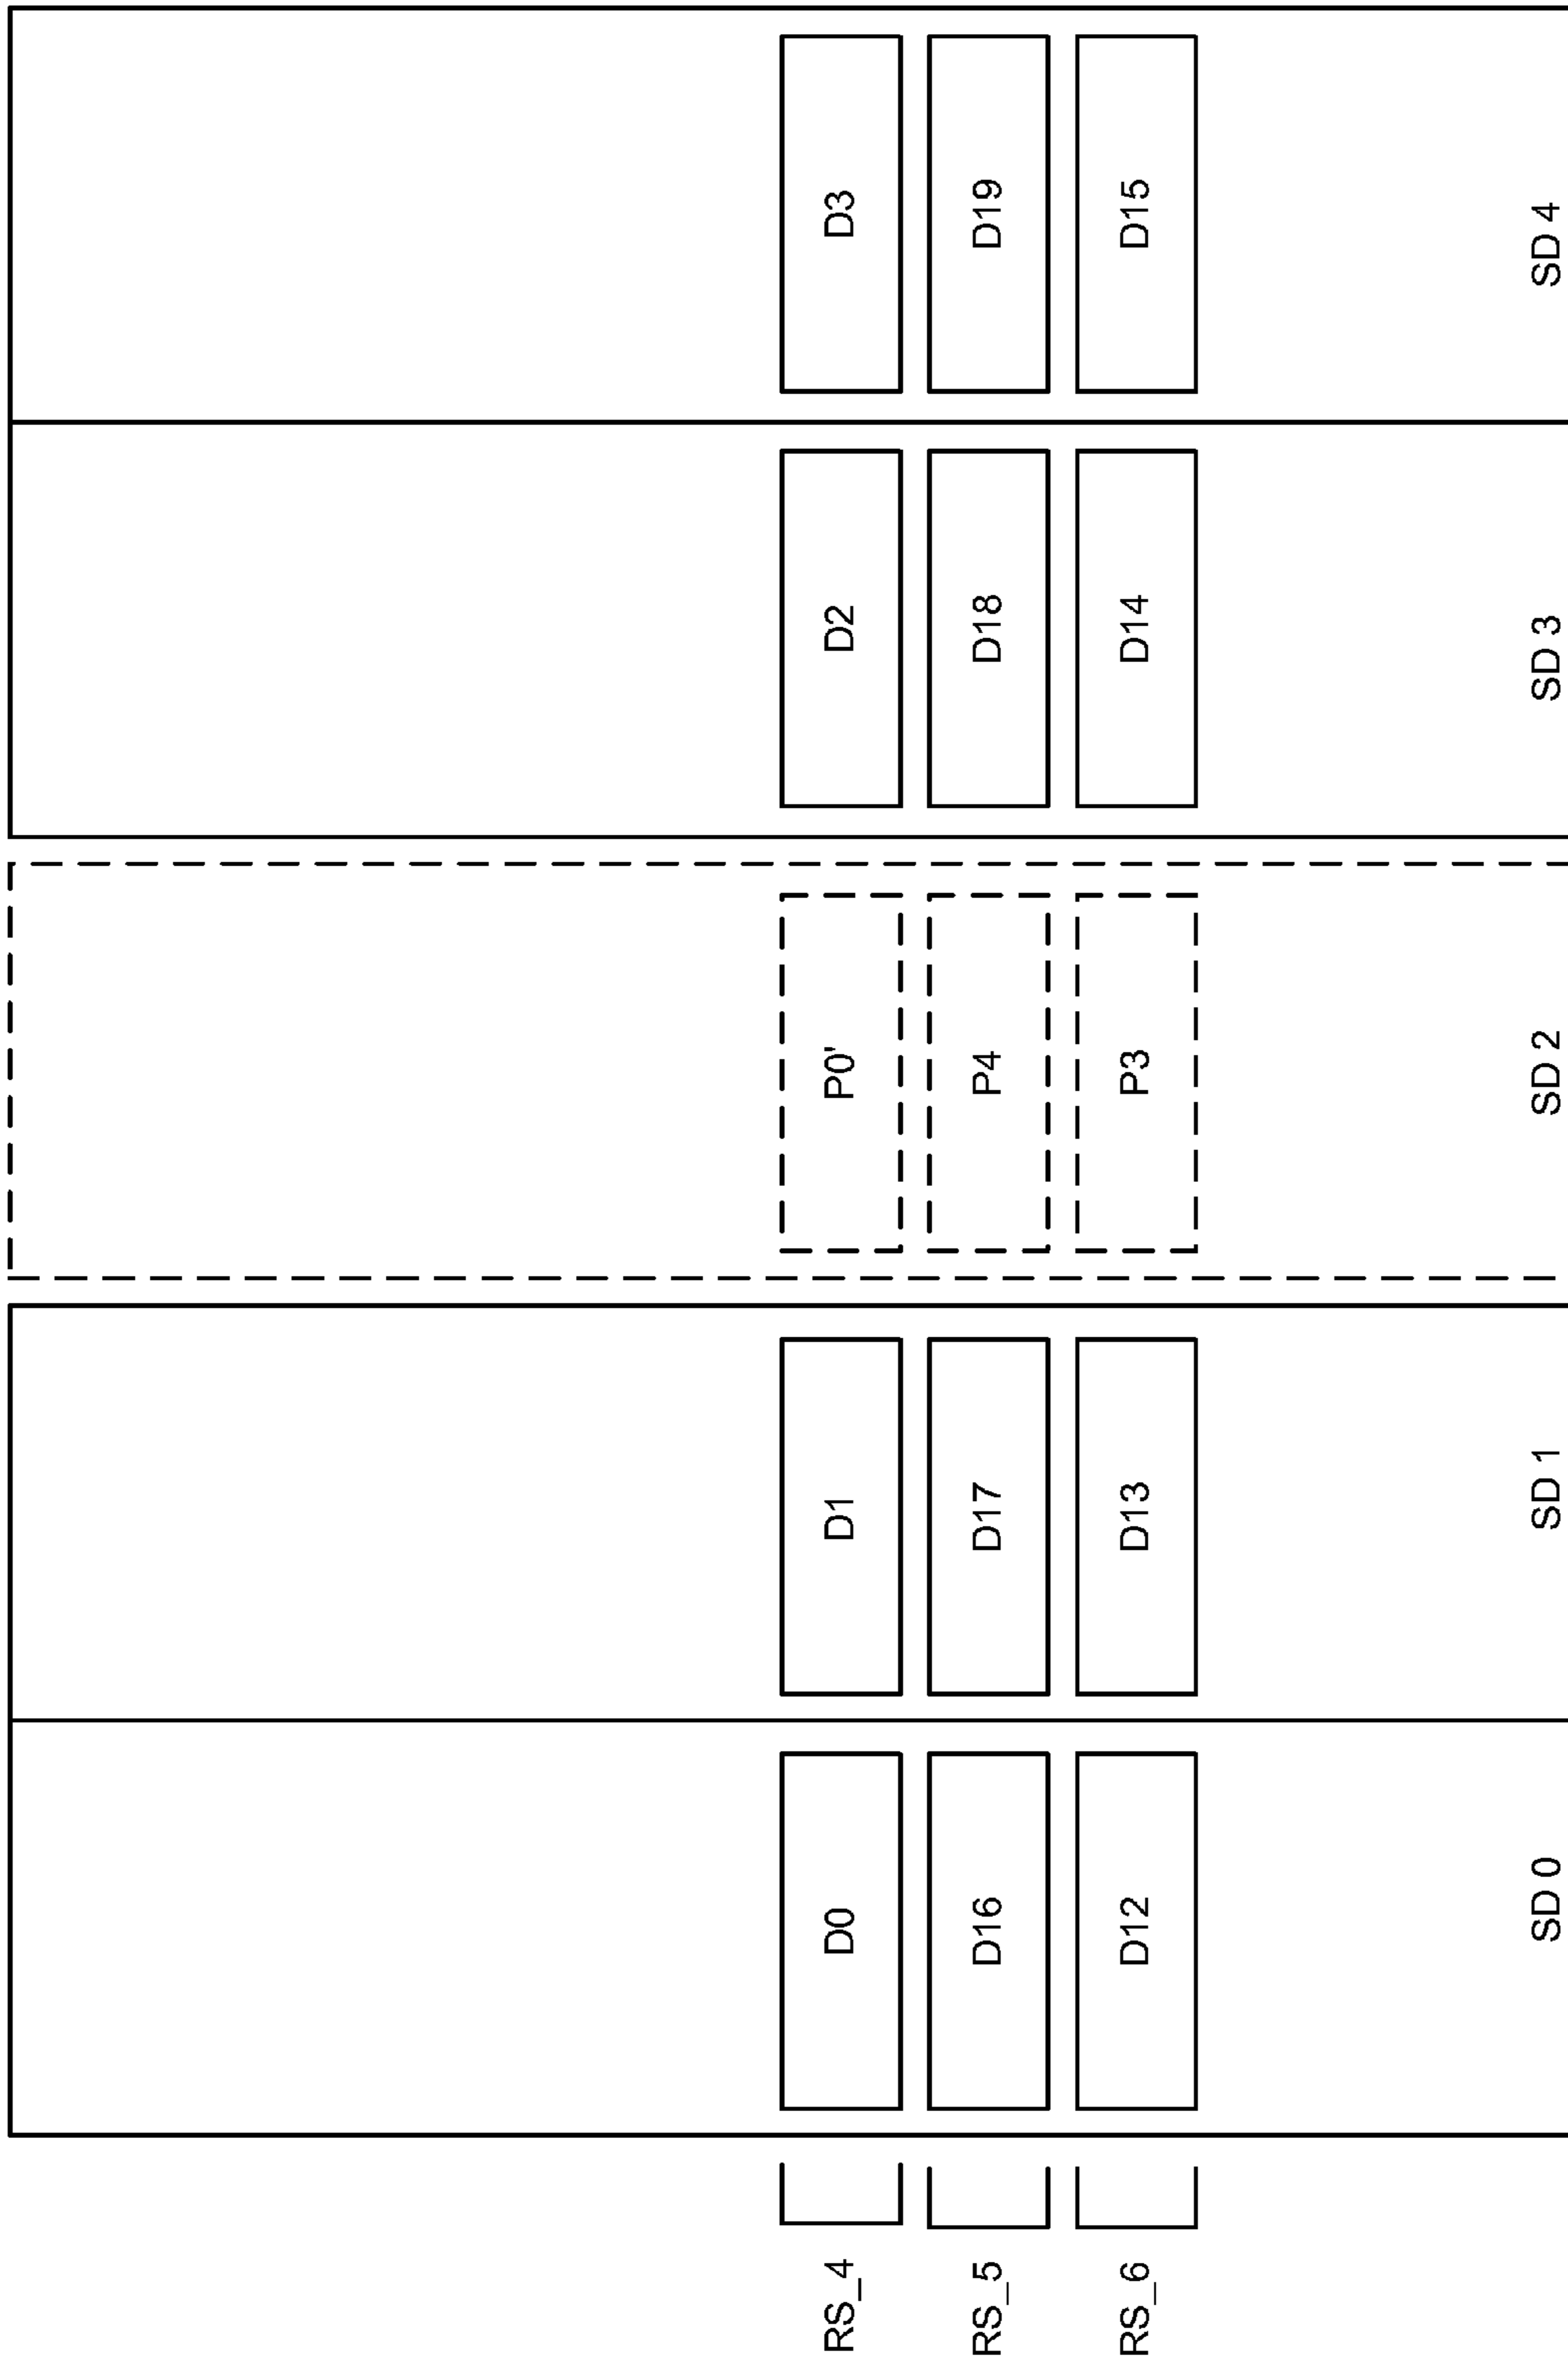 RS_4 D0 D1 P0' D2 D3
RS_5 D16 D17 P4 D18 D19
RS_6 D12 D13 P3 D14 D15
SD 0 SD 1 SD 2 SD 3 SD 4